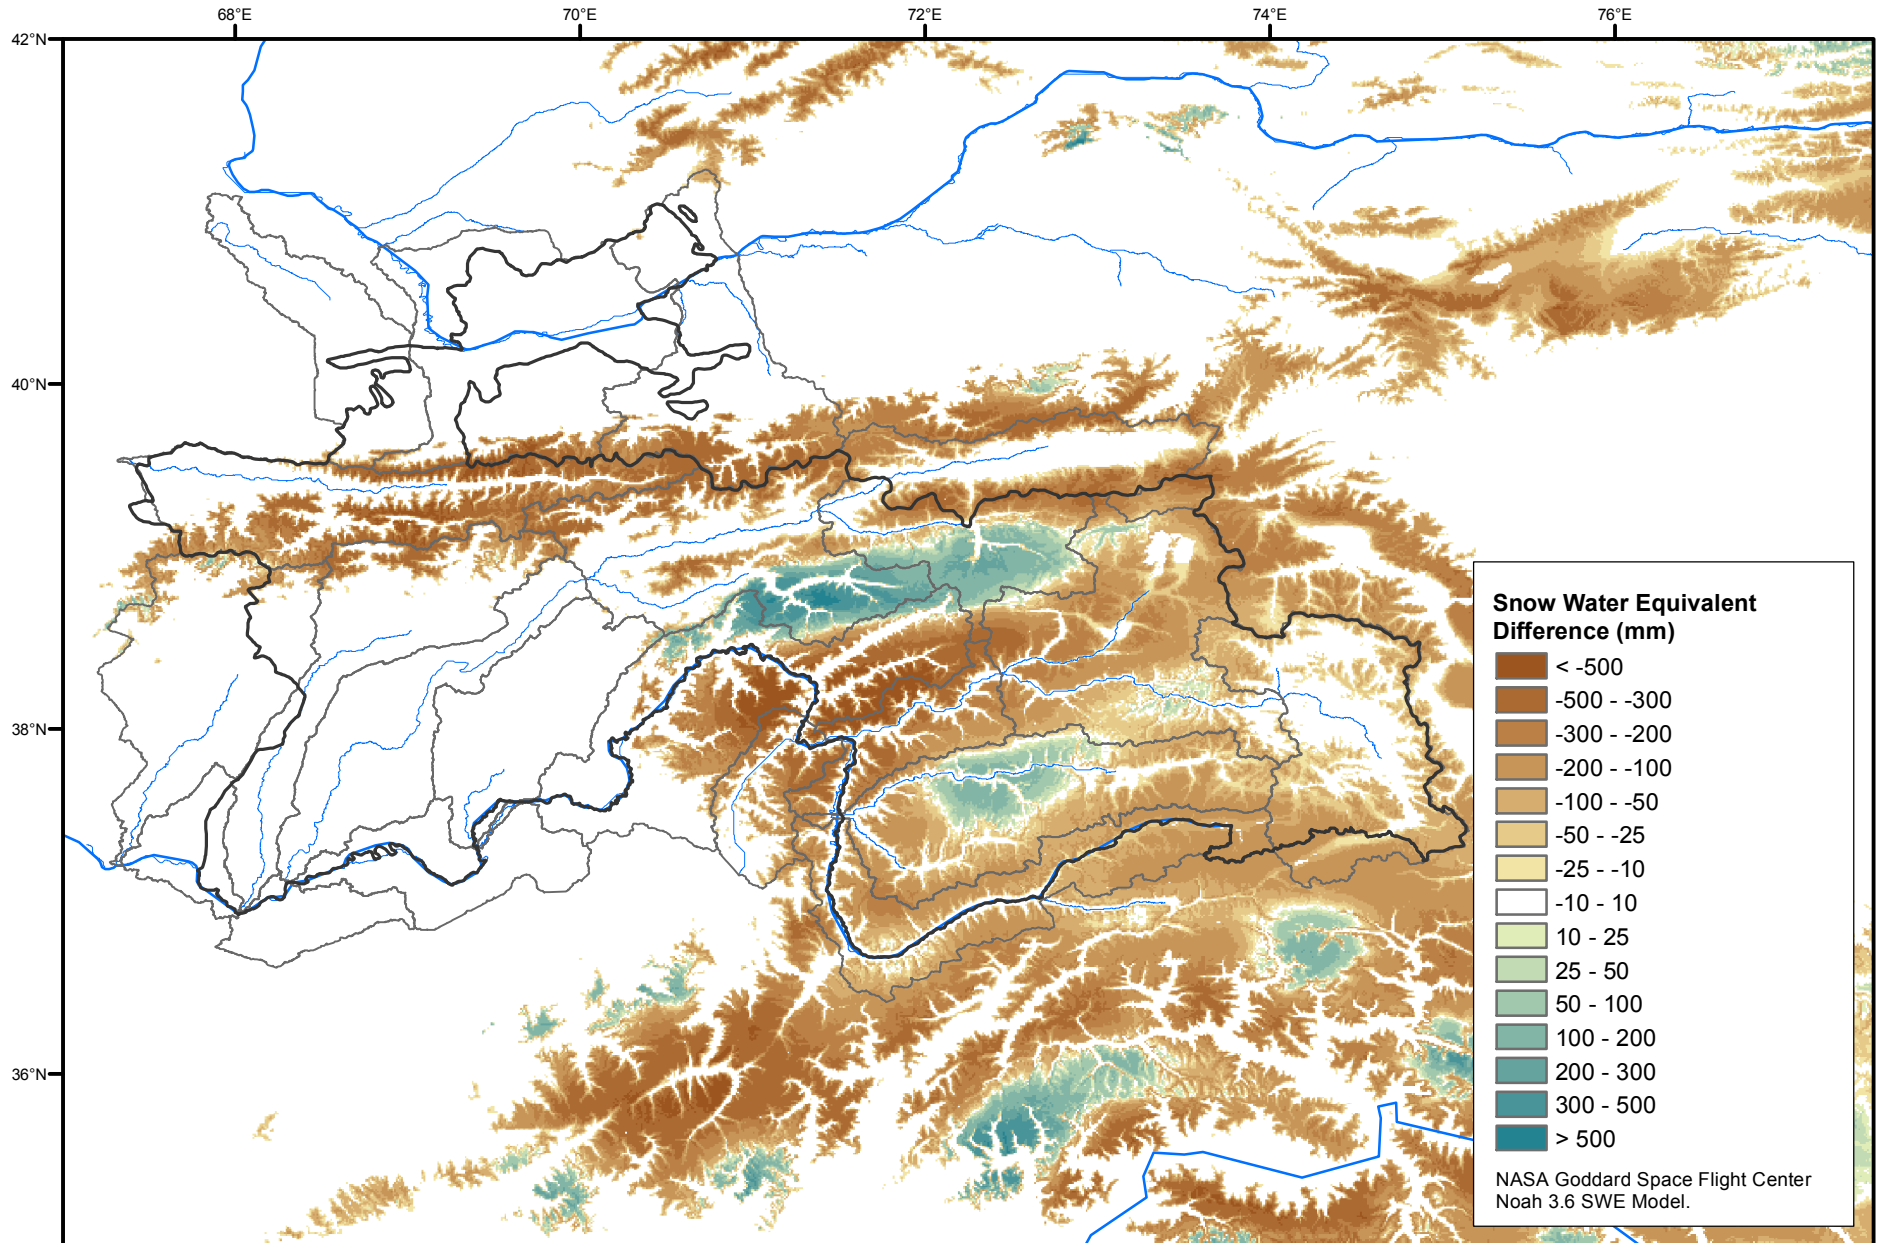 68°E
70°E
72°E
74°E
76°E
42°N
40°N
38°N
36°N
Snow Water Equivalent
Difference (mm)
< -500
-500 - -300
-300 - -200
-200 - -100
-100 - -50
-50 - -25
-25 - -10
-10 - 10
10 - 25
25 - 50
50 - 100
100 - 200
200 - 300
300 - 500
> 500
NASA Goddard Space Flight Center
Noah 3.6 SWE Model.